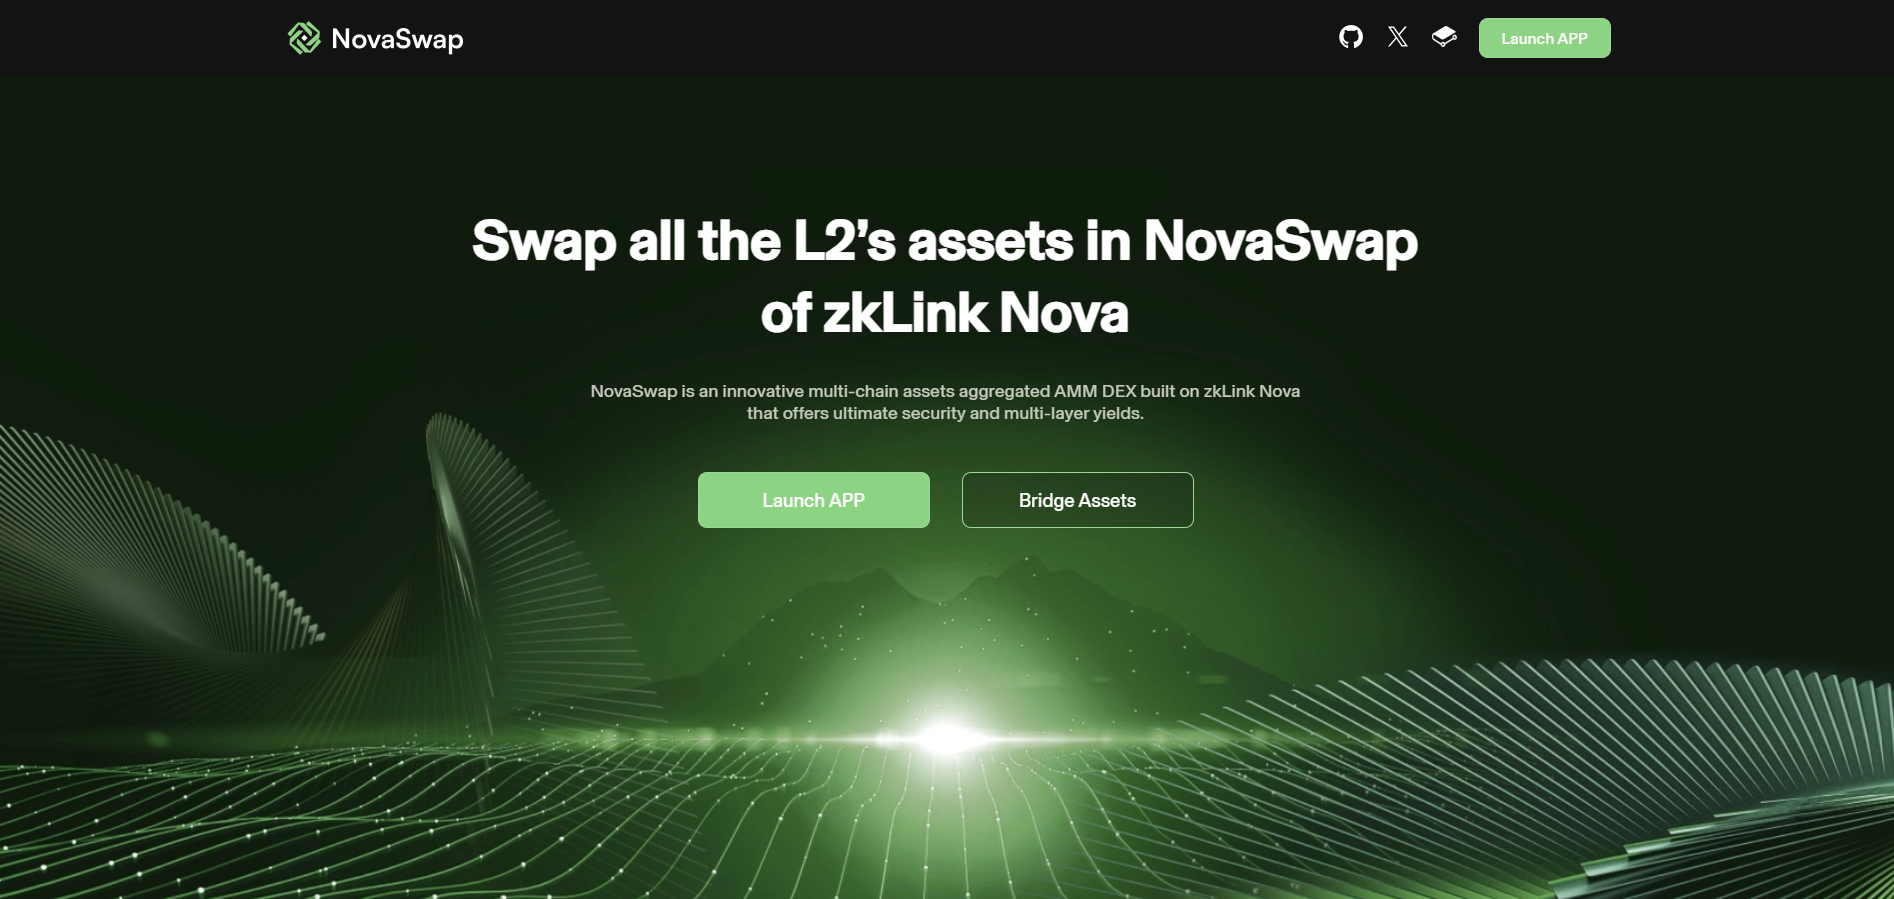 NovaSwap
Launch APP
Swap all the L2’s assets in NovaSwap
of zkLink Nova
NovaSwap is an innovative multi-chain assets aggregated AMM DEX built on zkLink Nova
that offers ultimate security and multi-layer yields.
Launch APP
Bridge Assets